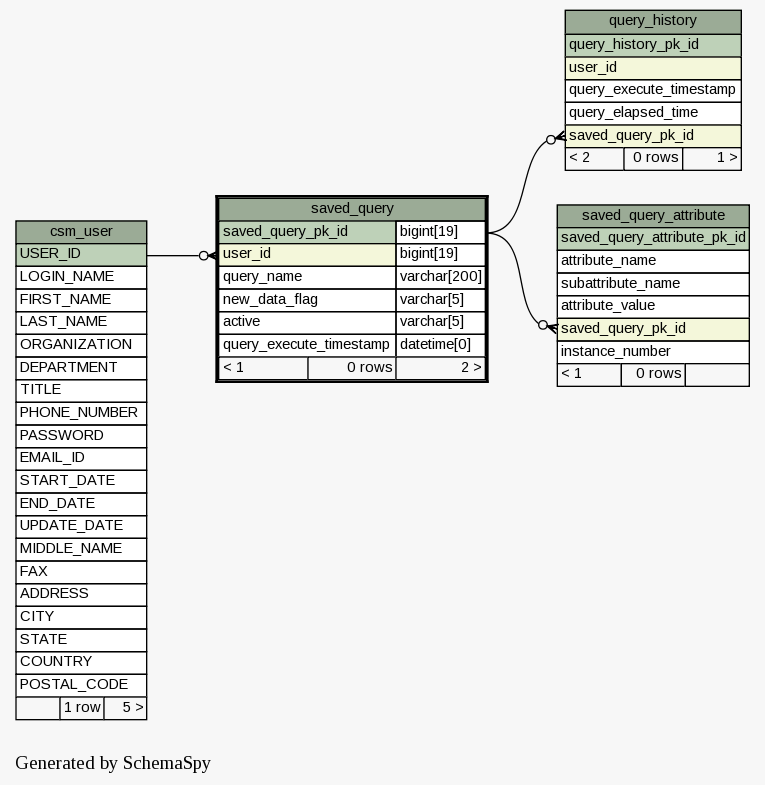 query_history
query_history_pk_id
user_id
query_execute_timestamp
query_elapsed_time
saved_query_pk_id
< 2 0 rows 1 >
saved_query
saved_query_pk_id bigint[19]
user_id bigint[19]
query_name varchar[200]
new_data_flag varchar[5]
active varchar[5]
query_execute_timestamp datetime[0]
< 1 0 rows 2 >
saved_query_attribute
saved_query_attribute_pk_id
attribute_name
subattribute_name
attribute_value
saved_query_pk_id
instance_number
< 1 0 rows
csm_user
USER_ID
LOGIN_NAME
FIRST_NAME
LAST_NAME
ORGANIZATION
DEPARTMENT
TITLE
PHONE_NUMBER
PASSWORD
EMAIL_ID
START_DATE
END_DATE
UPDATE_DATE
MIDDLE_NAME
FAX
ADDRESS
CITY
STATE
COUNTRY
POSTAL_CODE
1 row 5 >
Generated by SchemaSpy